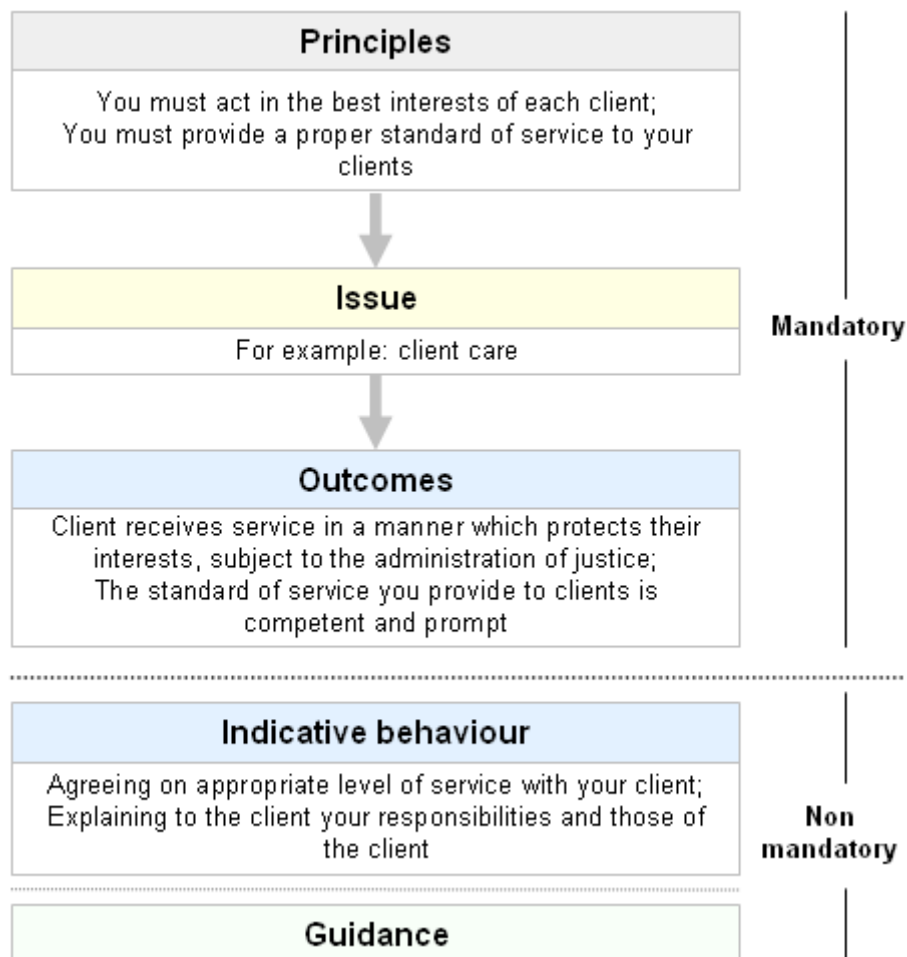 Principles
You must act in the best interests of each client;
You must provide a proper standard of service to your
clients
Issue
For example: client care
Mandatory
Outcomes
Client receives service in a manner which protects their
interests, subject to the administration of justice;
The standard of service you provide to clients is
competent and prompt
Indicative behaviour
Agreeing on appropriate level of service with your client;
Explaining to the client your responsibilities and those of
the client
Non
mandatory
Guidance